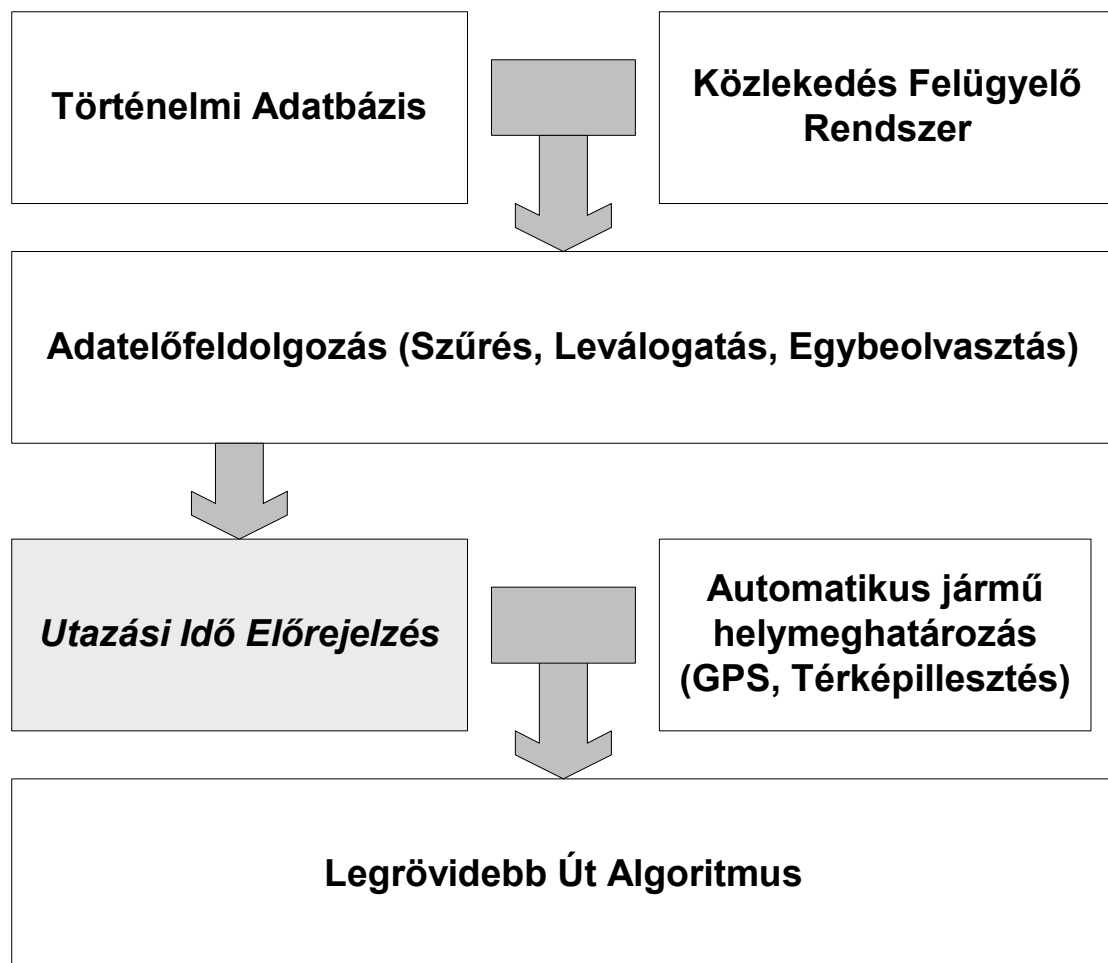 Történelmi Adatbázis
Közlekedés Felügyelő
Rendszer
Adatelőfeldolgozás (Szűrés, Leválogatás, Egybeolvasztás)
Utazási Idő Előrejelzés
Automatikus jármű
helymeghatározás
(GPS, Térképillesztés)
Legrövidebb Út Algoritmus